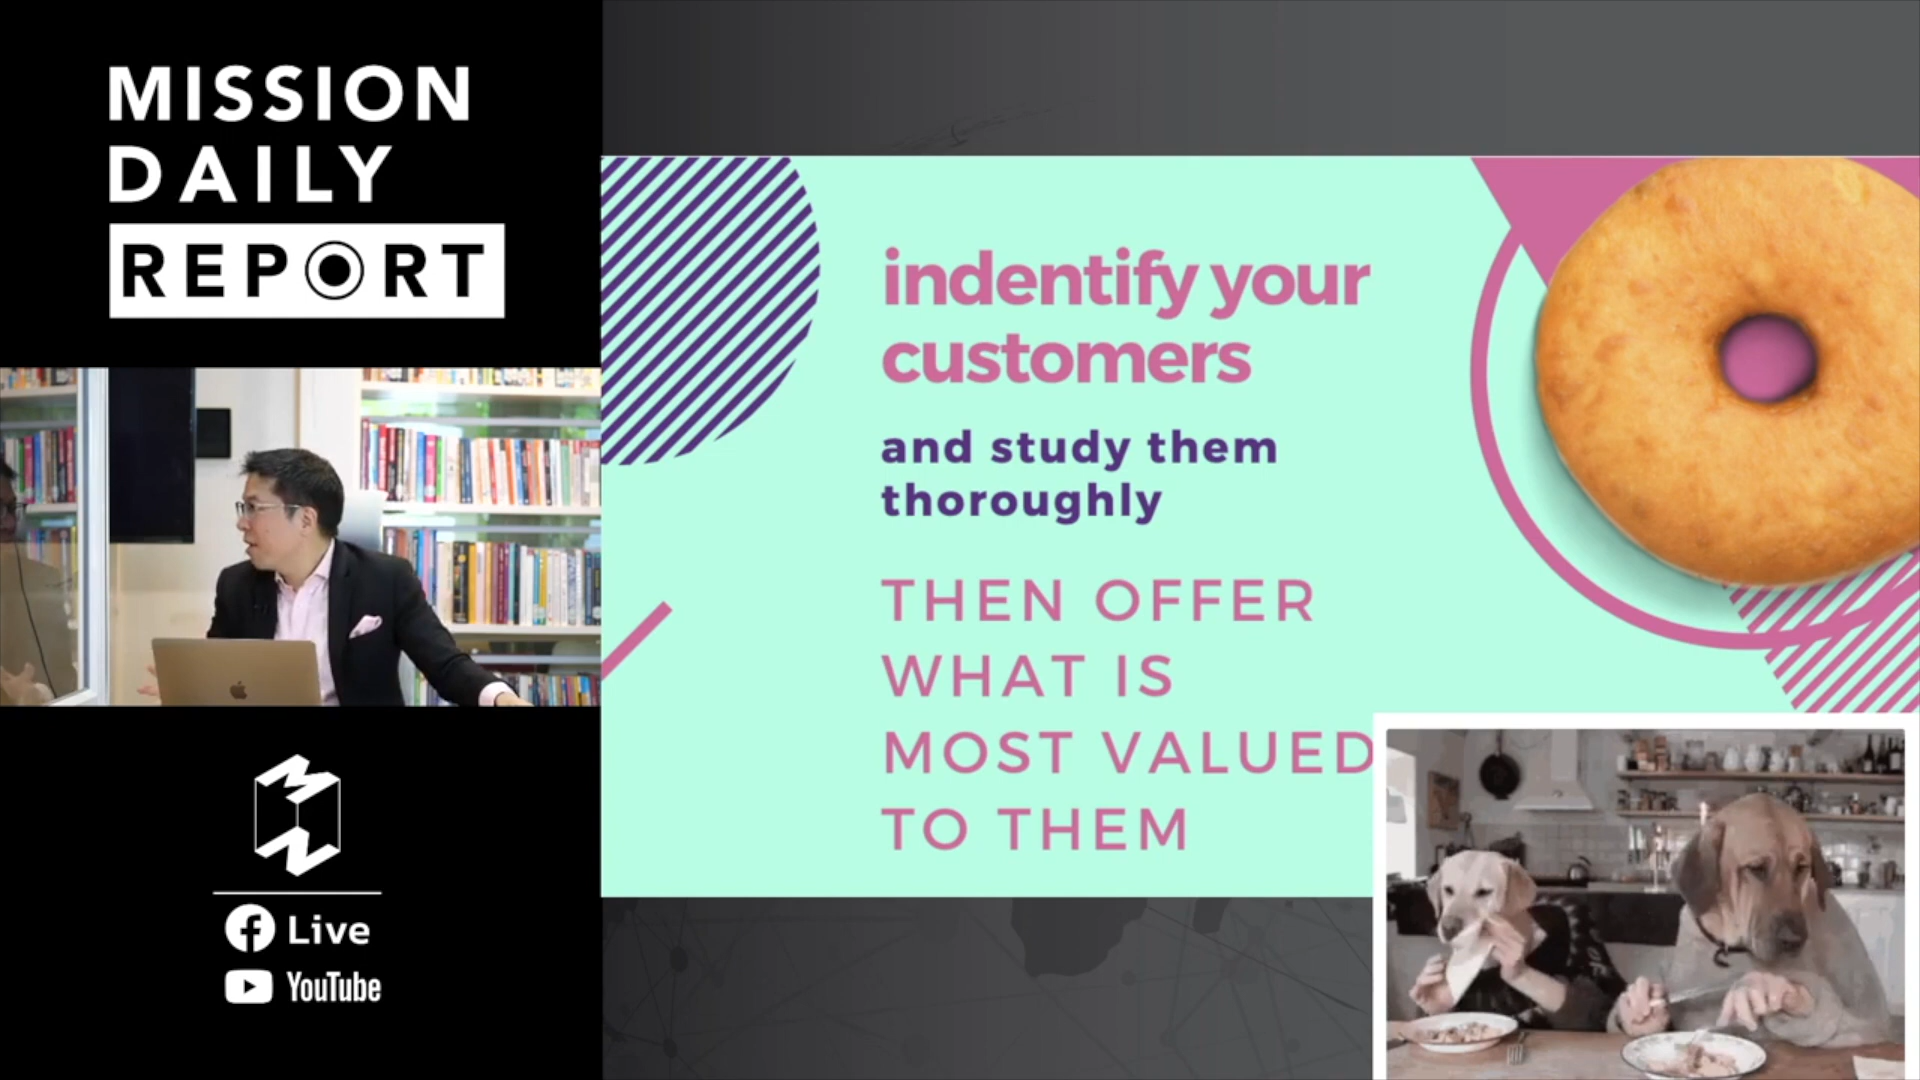 MISSION
DAILY
REPORT
indentify your
customers
and study them
thoroughly
THEN OFFER
WHAT IS
MOST VALUED
TO THEM
Live
YouTube